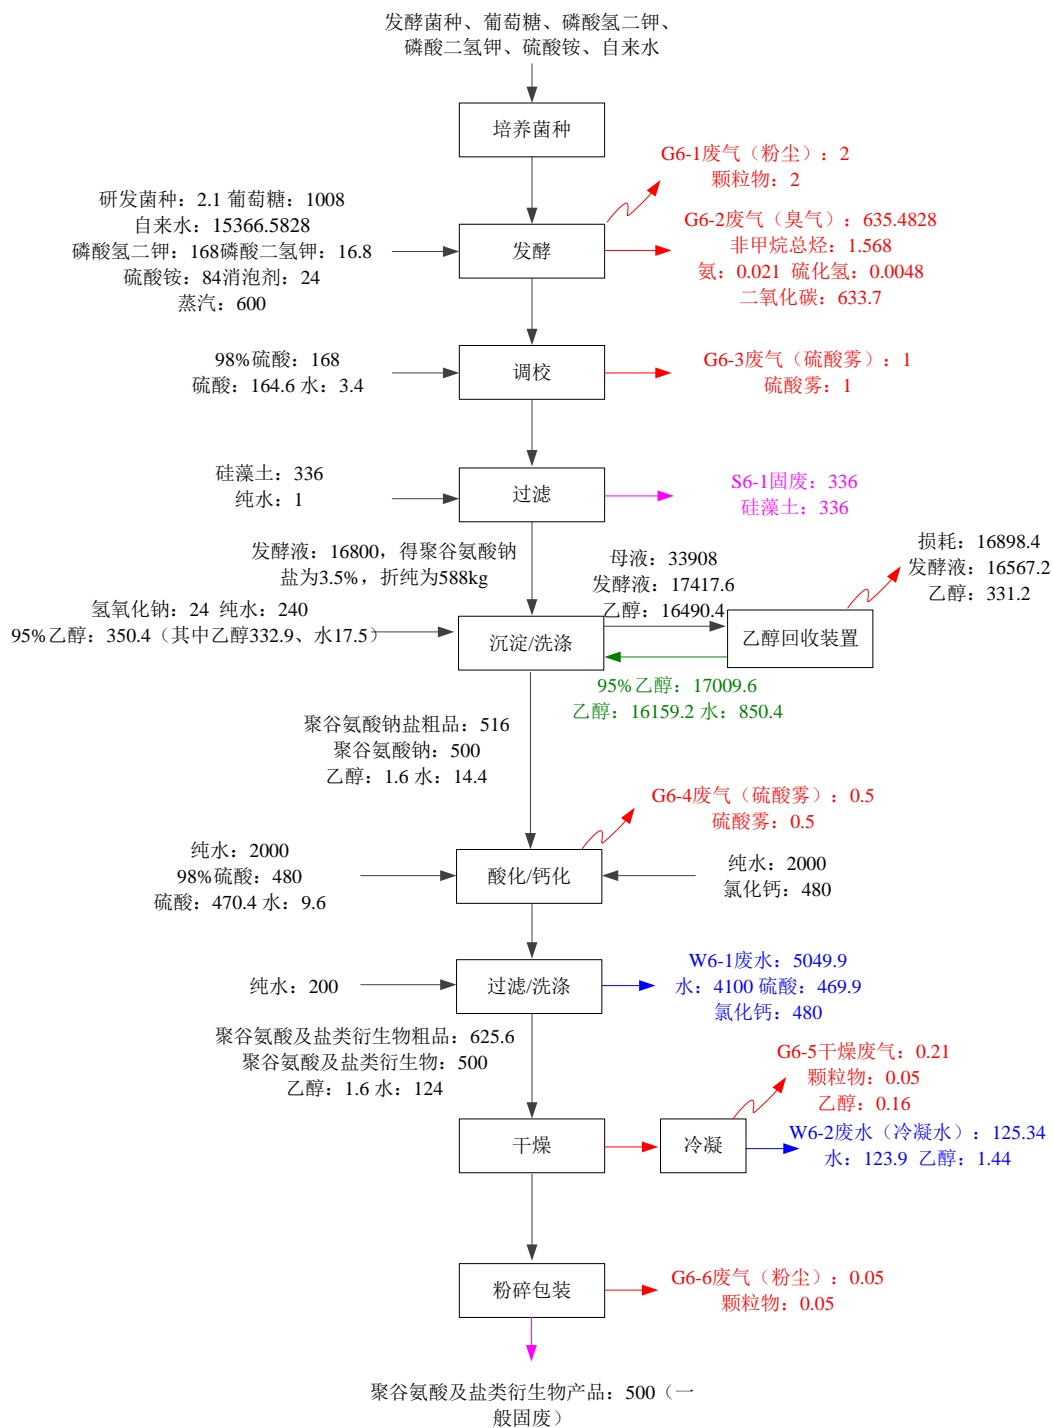 发酵菌种、葡萄糖、磷酸氢二钾、
磷酸二氢钾、硫酸铵、自来水
培养菌种
G6-1废气（粉尘）：2
颗粒物：2
研发菌种：2.1 葡萄糖：1008
自来水：15366.5828
磷酸氢二钾：168磷酸二氢钾：16.8
硫酸铵：84消泡剂：24
蒸汽：600
发酵
G6-2废气（臭气）：635.4828
非甲烷总烃：1.568
氨：0.021 硫化氢：0.0048
二氧化碳：633.7
98%硫酸：168
硫酸：164.6 水：3.4
调校
G6-3废气（硫酸雾）：1
硫酸雾：1
硅藻土：336
纯水：1
过滤
S6-1固废：336
硅藻土：336
发酵液：16800，得聚谷氨酸钠
盐为3.5%，折纯为588kg
母液：33908
发酵液：17417.6
乙醇：16490.4
损耗：16898.4
发酵液：16567.2
乙醇：331.2
氢氧化钠：24 纯水：240
95%乙醇：350.4（其中乙醇332.9、水17.5）
沉淀/洗涤
乙醇回收装置
95%乙醇：17009.6
乙醇：16159.2 水：850.4
聚谷氨酸钠盐粗品：516
聚谷氨酸钠：500
乙醇：1.6 水：14.4
G6-4废气（硫酸雾）：0.5
硫酸雾：0.5
纯水：2000
98%硫酸：480
硫酸：470.4 水：9.6
酸化/钙化
纯水：2000
氯化钙：480
纯水：200
过滤/洗涤
W6-1废水：5049.9
水：4100 硫酸：469.9
氯化钙：480
聚谷氨酸及盐类衍生物粗品：625.6
聚谷氨酸及盐类衍生物：500
乙醇：1.6 水：124
G6-5干燥废气：0.21
颗粒物：0.05
乙醇：0.16
干燥
冷凝
W6-2废水（冷凝水）：125.34
水：123.9 乙醇：1.44
粉碎包装
G6-6废气（粉尘）：0.05
颗粒物：0.05
聚谷氨酸及盐类衍生物产品：500（一
般固废）